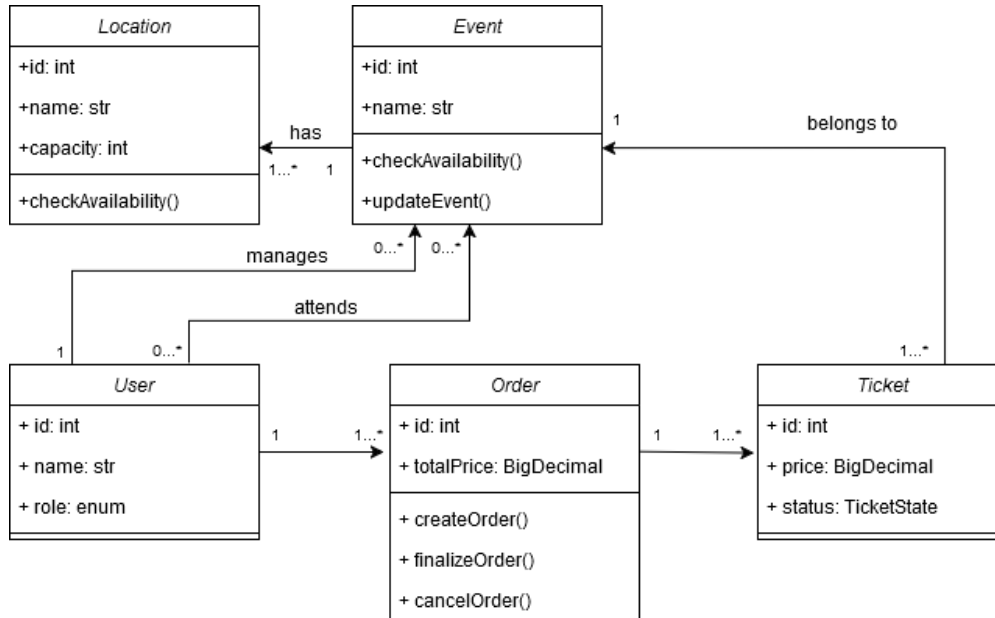 Location
+id: int
+name: str
+capacity: int
+checkAvailability()
has
1...*
1
Event
+id: int
+name: str
+checkAvailability()
+updateEvent()
1
belongs to
1...*
0...*
0...*
manages
attends
1
0...*
User
+ id: int
+ name: str
+ role: enum
1
1...*
Order
+ id: int
+ totalPrice: BigDecimal
+ createOrder()
+ finalizeOrder()
+ cancelOrder()
1
1...*
Ticket
+ id: int
+ price: BigDecimal
+ status: TicketState